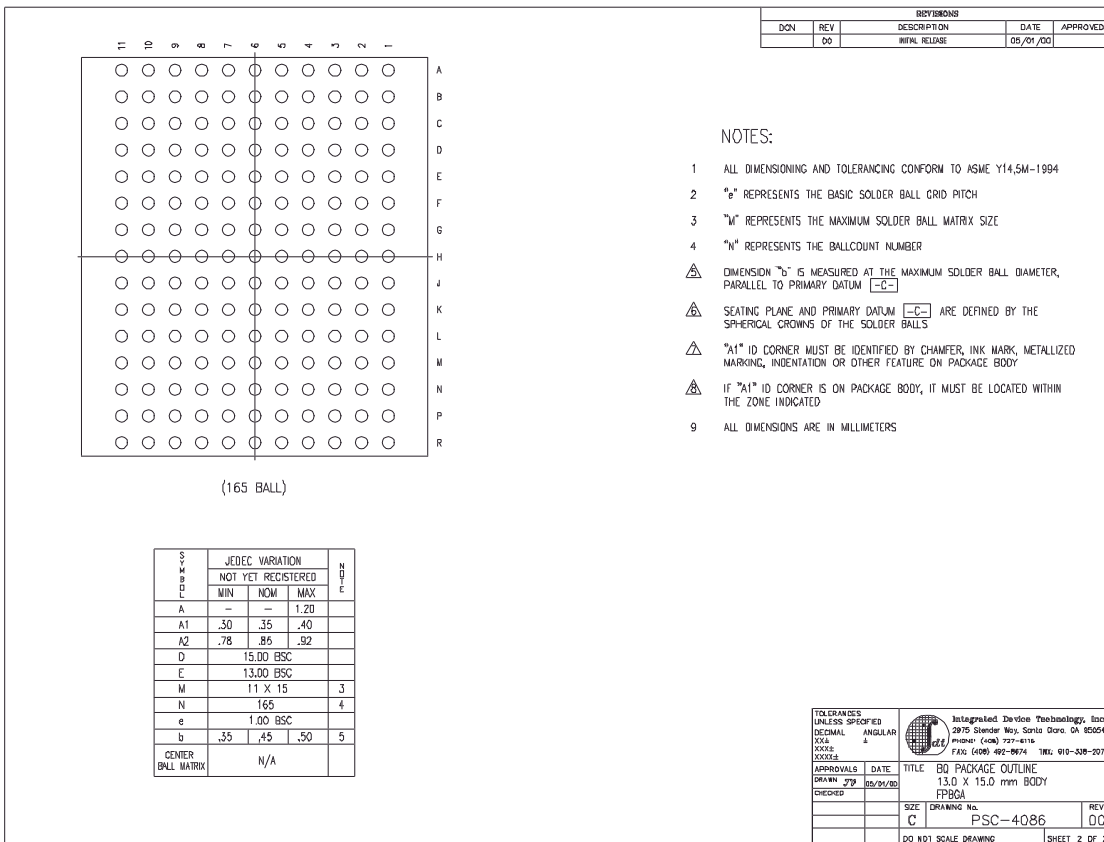 REVISIONS
DCN REV DESCRIPTION DATE APPROVED
00 INITIAL RELEASE 05/01/00
11 10 9 8 7 6 5 4 3 2 1
A
B
C
D
E
F
G
H
J
K
L
M
N
P
R
(165 BALL)
NOTES:
1 ALL DIMENSIONING AND TOLERANCING CONFORM TO ASME Y14,5M-1994
2 "e" REPRESENTS THE BASIC SOLDER BALL GRID PITCH
3 "M" REPRESENTS THE MAXIMUM SOLDER BALL MATRIX SIZE
4 "N" REPRESENTS THE BALLCOUNT NUMBER
5 DIMENSION "b" IS MEASURED AT THE MAXIMUM SOLDER BALL DIAMETER,
PARALLEL TO PRIMARY DATUM -C-
6 SEATING PLANE AND PRIMARY DATUM -C- ARE DEFINED BY THE
SPHERICAL CROWNS OF THE SOLDER BALLS
7 "A1" ID CORNER MUST BE IDENTIFIED BY CHAMFER, INK MARK, METALLIZED
MARKING, INDENTATION OR OTHER FEATURE ON PACKAGE BODY
8 IF "A1" ID CORNER IS ON PACKAGE BODY, IT MUST BE LOCATED WITHIN
THE ZONE INDICATED
9 ALL DIMENSIONS ARE IN MILLIMETERS
SYMBOL JEDEC VARIATION NOTE
NOT YET REGISTERED
MIN NOM MAX
A - - 1.20
A1 .30 .35 .40
A2 .78 .86 .92
D 15.00 BSC
E 13.00 BSC
M 11 X 15 3
N 165 4
e 1.00 BSC
b .35 ,45 .50 5
CENTER
BALL MATRIX N/A
TOLERANCES
UNLESS SPECIFIED
DECIMAL ANGULAR
XX± ±
XXX±
XXXX±
idt
Integrated Device Technology, Inc
2975 Stender Way, Santa Clara, CA 95054
PHONE: (408) 727-6116
FAX: (408) 492-8674 TWX: 910-338-207
APPROVALS DATE
DRAWN 05/01/00
CHECKED
TITLE BQ PACKAGE OUTLINE
13.0 X 15.0 mm BODY
FPBGA
SIZE DRAWING No. REV
C PSC-4086 00
DO NOT SCALE DRAWING SHEET 2 OF